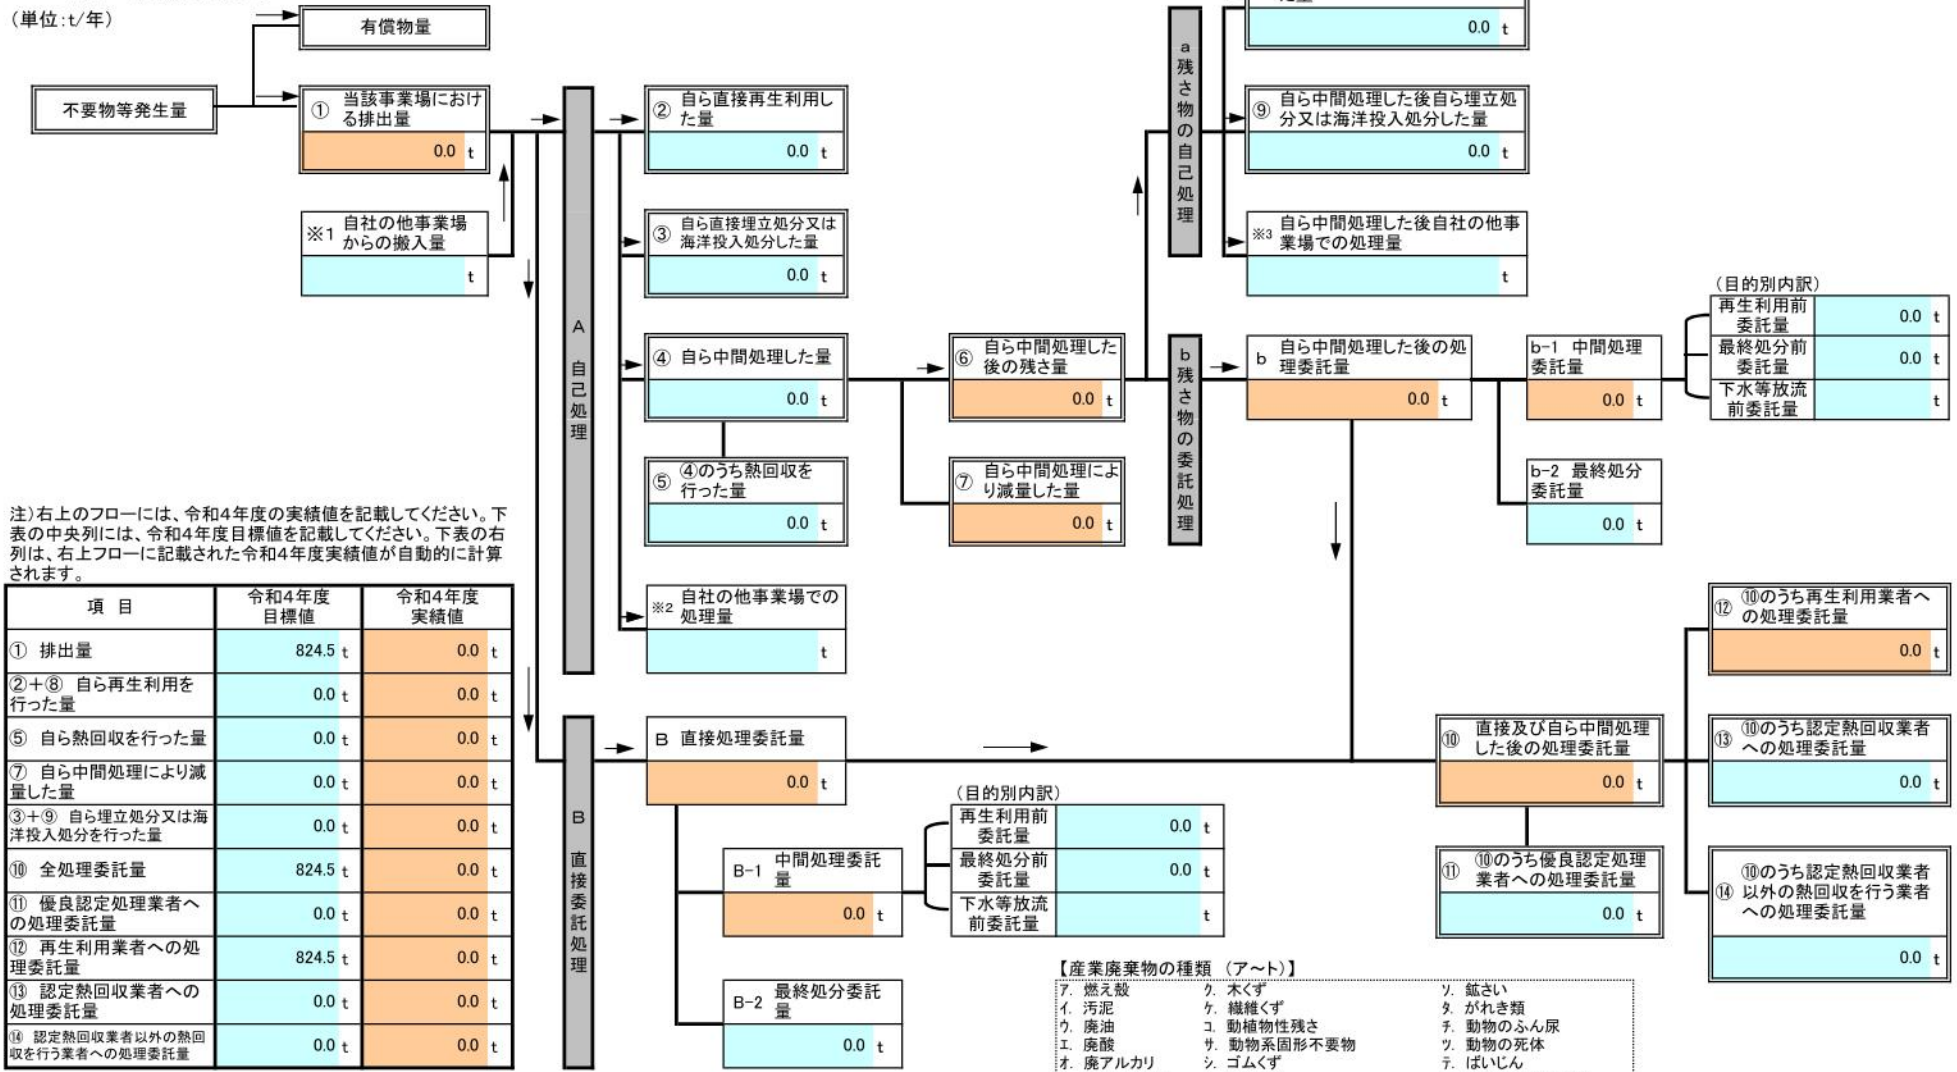 (単位:t/年)
有償物量
不要物等発生量
① 当該事業場におけ
る排出量
0.0 t
※1 自社の他事業場
からの搬入量
t
A 自己処理
② 自ら直接再生利用し
た量
0.0 t
③ 自ら直接埋立処分又は
海洋投入処分した量
0.0 t
④ 自ら中間処理した量
0.0 t
⑤ ④のうち熱回収を
行った量
0.0 t
※2 自社の他事業場での
処理量
t
⑥ 自ら中間処理した
後の残さ量
0.0 t
⑦ 自ら中間処理によ
り減量した量
0.0 t
a 残さ物の自己処理
0.0 t
⑨ 自ら中間処理した後自ら埋立処
分又は海洋投入処分した量
0.0 t
※3 自ら中間処理した後自社の他事
業場での処理量
t
b 残さ物の委託処理
b 自ら中間処理した後の処
理委託量
0.0 t
b-1 中間処理
委託量
0.0 t
(目的別内訳)
再生利用前
委託量 0.0 t
最終処分前
委託量 0.0 t
下水等放流
前委託量 t
b-2 最終処分
委託量
0.0 t
注)右上のフローには、令和4年度の実績値を記載してください。下
表の中央列には、令和4年度目標値を記載してください。下表の右
列は、右上フローに記載された令和4年度実績値が自動的に計算
されます。
項 目 令和4年度 令和4年度
目標値 実績値
① 排出量 824.5 t 0.0 t
②+⑧ 自ら再生利用を
行った量 0.0 t 0.0 t
⑤ 自ら熱回収を行った量 0.0 t 0.0 t
⑦ 自ら中間処理により減
量した量 0.0 t 0.0 t
③+⑨ 自ら埋立処分又は海
洋投入処分を行った量 0.0 t 0.0 t
⑩ 全処理委託量 824.5 t 0.0 t
⑪ 優良認定処理業者へ
の処理委託量 0.0 t 0.0 t
⑫ 再生利用業者への処
理委託量 824.5 t 0.0 t
⑬ 認定熱回収業者への
処理委託量 0.0 t 0.0 t
⑭ 認定熱回収業者以外の熱回
収を行う業者への処理委託量 0.0 t 0.0 t
B 直接委託処理
B 直接処理委託量
0.0 t
B-1 中間処理委託
量
0.0 t
(目的別内訳)
再生利用前
委託量 0.0 t
最終処分前
委託量 0.0 t
下水等放流
前委託量 t
B-2 最終処分委託
量
0.0 t
⑩ 直接及び自ら中間処理
した後の処理委託量
0.0 t
⑪ ⑩のうち優良認定処理
業者への処理委託量
0.0 t
⑫ ⑩のうち再生利用業者へ
の処理委託量
0.0 t
⑬ ⑩のうち認定熱回収業者
への処理委託量
0.0 t
⑭ ⑩のうち認定熱回収業者
以外の熱回収を行う業者
への処理委託量
0.0 t
【産業廃棄物の種類 (ア～ト)】
ア. 燃え殻 ク. 木くず ソ. 鉱さい
イ. 汚泥 ケ. 繊維くず タ. がれき類
ウ. 廃油 コ. 動植物性残さ チ. 動物のふん尿
エ. 廃酸 サ. 動物系固形不要物 ツ. 動物の死体
オ. 廃アルカリ シ. ゴムくず テ. ばいじん